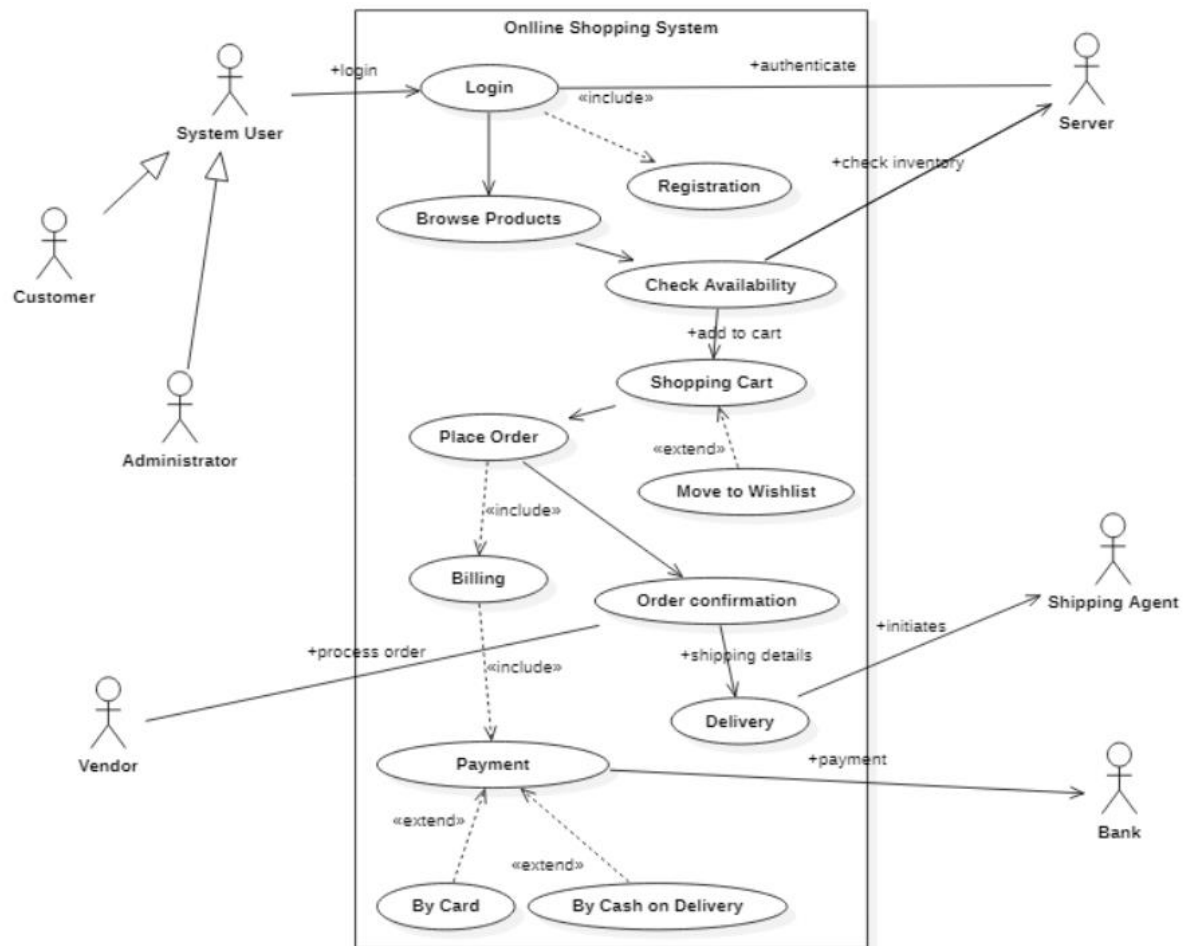 Onlline Shopping System
+login
Login
+authenticate
«include»
System User
Server
+check inventory
Registration
Browse Products
Customer
Check Availability
+add to cart
Shopping Cart
Place Order
«extend»
Administrator
Move to Wishlist
«include»
Billing
Order confirmation
Shipping Agent
+initiates
+process order
+shipping details
«include»
Delivery
Vendor
Payment
+payment
«extend»
Bank
«extend»
By Card
By Cash on Delivery